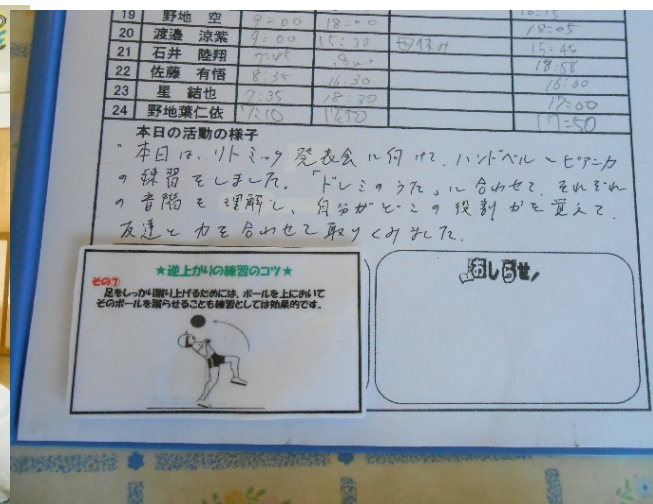 19 野地 空 9:00 18:00
20 渡邉 涼紫 9:00 15:30 母休み 18:05
21 石井 陸翔 15:45
22 佐藤 有悟 8:35 16:30 18:58
23 星 結也 7:35 18:30 16:00
24 野地葉仁依 7:10 17:50 17:00
17:50
本日の活動の様子
本日は、リトミック発表会に向けて、ハンドベルとピアニカ
の練習をしました。「ドレミのうた」に合わせて、それぞれ
の音階を理解し、自分がどこの役割かを覚えて、
友達と力を合わせて取りくみました。
★逆上がりの練習のコツ★
その⑦
足をしっかり蹴り上げるためには、ボールを上において
そのボールを蹴らせることも練習としては効果的です。
おしらせ!